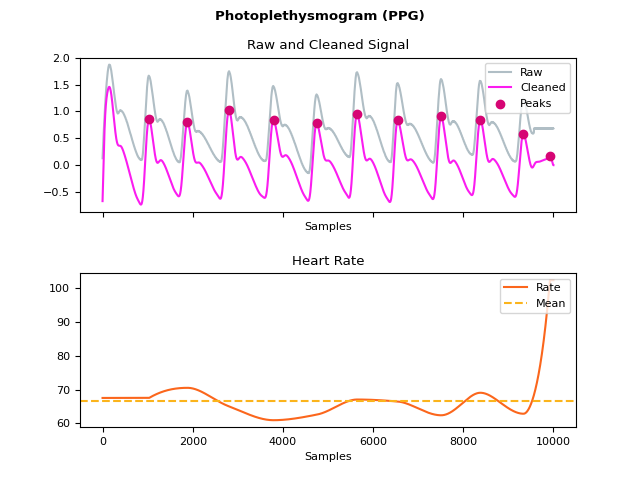 Photoplethysmogram (PPG)
Raw and Cleaned Signal
2.0
1.5
1.0
0.5
0.0
−0.5
Raw
Cleaned
Peaks
Samples
Heart Rate
100
90
80
70
60
Rate
Mean
0
2000
4000
6000
8000
10000
Samples